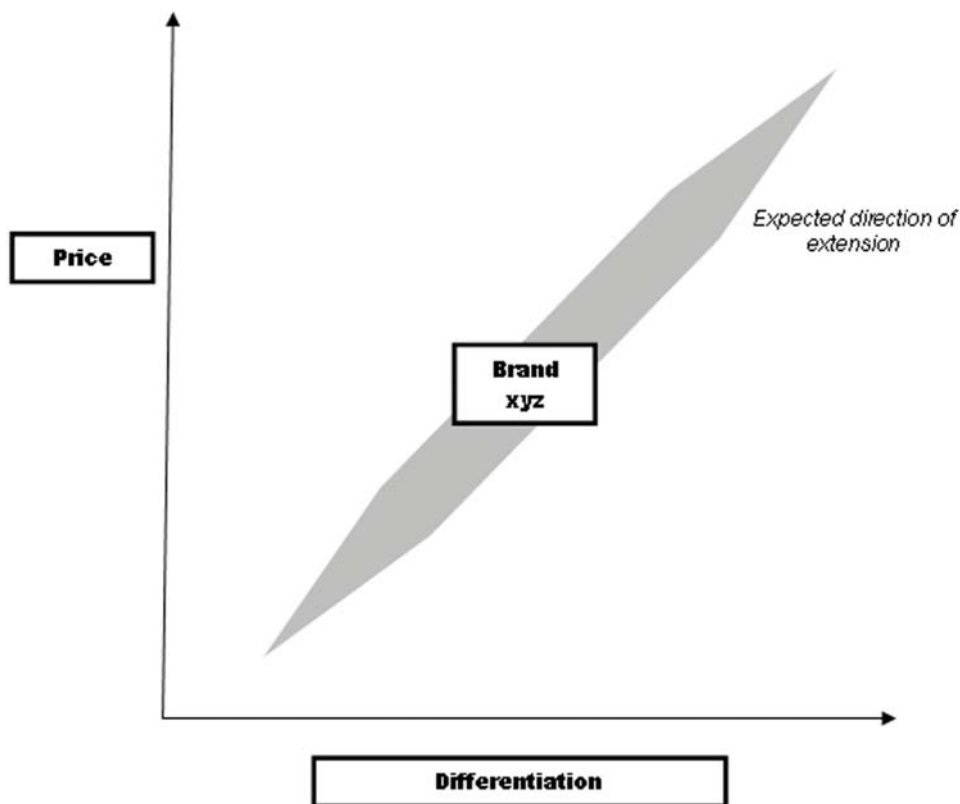 Price
Expected direction of
extension
Brand
xyz
Differentiation